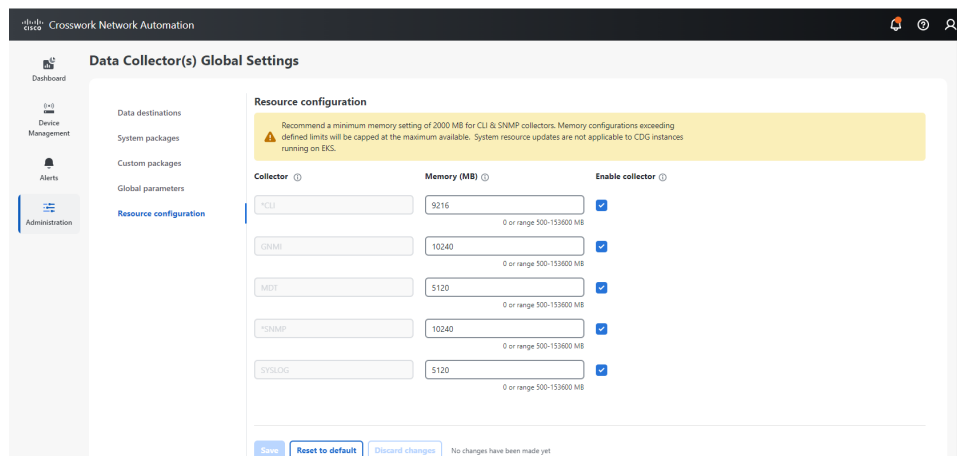 cisco Crosswork Network Automation
Dashboard
Device
Management
Alerts
Administration
Data Collector(s) Global Settings
Data destinations
System packages
Custom packages
Global parameters
Resource configuration
Resource configuration
Recommend a minimum memory setting of 2000 MB for CLI & SNMP collectors. Memory configurations exceeding
defined limits will be capped at the maximum available. System resource updates are not applicable to CDG instances
running on EKS.
Collector Memory (MB) Enable collector
*CLI 9216
0 or range 500-153600 MB
GNMI 10240
0 or range 500-153600 MB
MDT 5120
0 or range 500-153600 MB
*SNMP 10240
0 or range 500-153600 MB
SYSLOG 5120
0 or range 500-153600 MB
Save Reset to default Discard changes No changes have been made yet